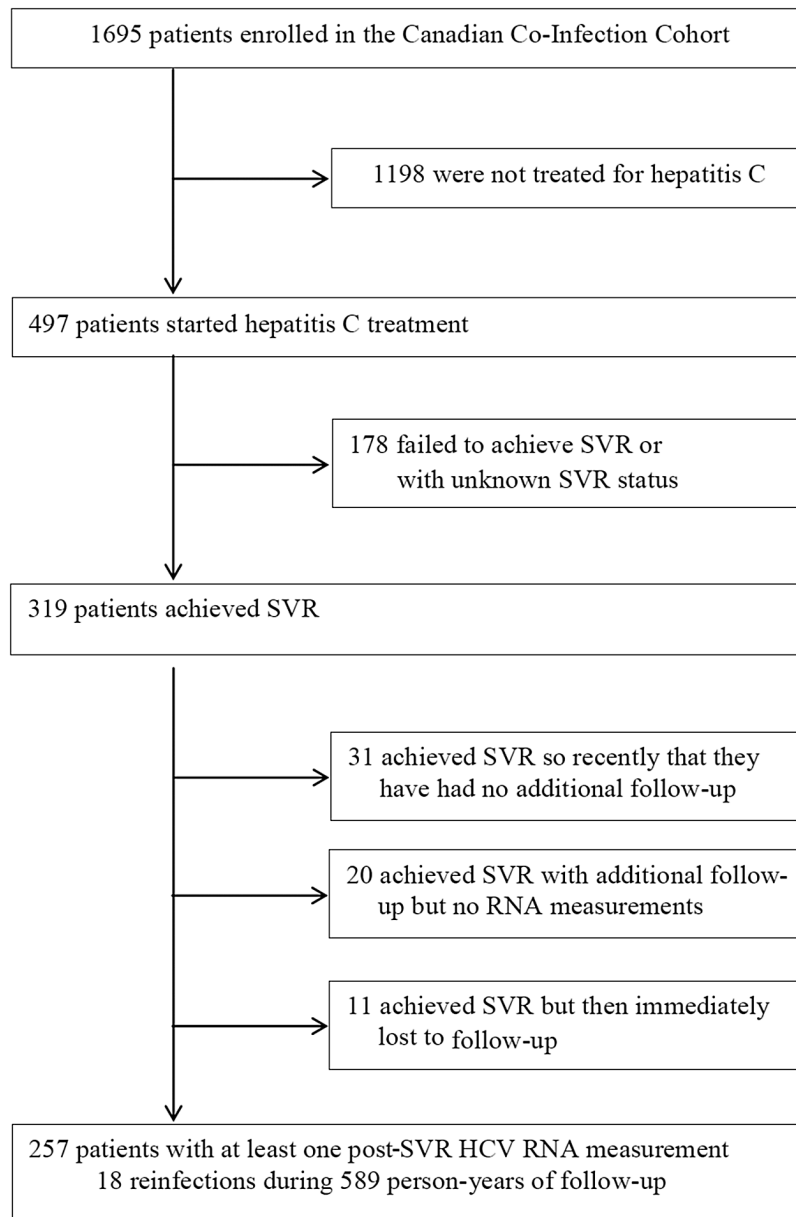 1695 patients enrolled in the Canadian Co-Infection Cohort
1198 were not treated for hepatitis C
497 patients started hepatitis C treatment
178 failed to achieve SVR or
with unknown SVR status
319 patients achieved SVR
31 achieved SVR so recently that they
have had no additional follow-up
20 achieved SVR with additional follow-
up but no RNA measurements
11 achieved SVR but then immediately
lost to follow-up
257 patients with at least one post-SVR HCV RNA measurement
18 reinfections during 589 person-years of follow-up